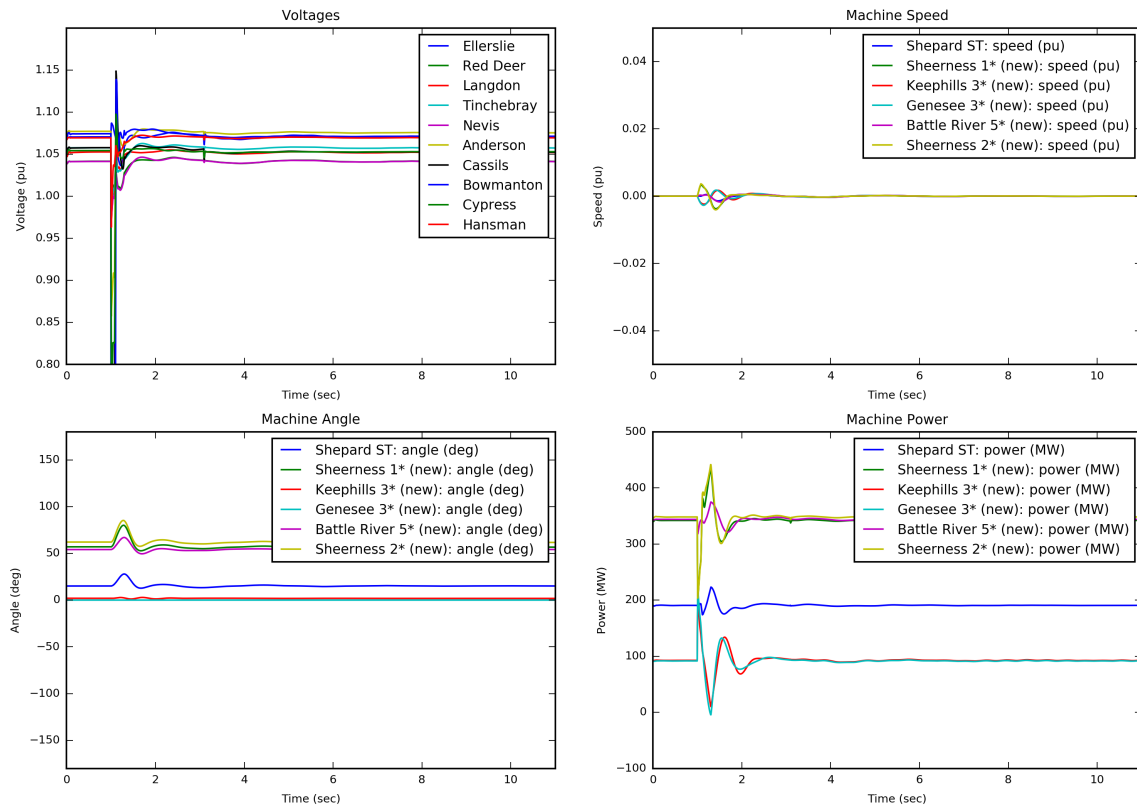 Voltages
1.15
1.10
1.05
1.00
0.95
0.90
0.85
0.80
Voltage (pu)
0
2
4
6
8
10
Time (sec)
Ellerslie
Red Deer
Langdon
Tinchebray
Nevis
Anderson
Cassils
Bowmanton
Cypress
Hansman
Machine Speed
0.04
0.02
0.00
−0.02
−0.04
Speed (pu)
0
2
4
6
8
10
Time (sec)
Shepard ST: speed (pu)
Sheerness 1* (new): speed (pu)
Keephills 3* (new): speed (pu)
Genesee 3* (new): speed (pu)
Battle River 5* (new): speed (pu)
Sheerness 2* (new): speed (pu)
Machine Angle
150
100
50
0
−50
−100
−150
Angle (deg)
0
2
4
6
8
10
Time (sec)
Shepard ST: angle (deg)
Sheerness 1* (new): angle (deg)
Keephills 3* (new): angle (deg)
Genesee 3* (new): angle (deg)
Battle River 5* (new): angle (deg)
Sheerness 2* (new): angle (deg)
Machine Power
500
400
300
200
100
0
−100
Power (MW)
0
2
4
6
8
10
Time (sec)
Shepard ST: power (MW)
Sheerness 1* (new): power (MW)
Keephills 3* (new): power (MW)
Genesee 3* (new): power (MW)
Battle River 5* (new): power (MW)
Sheerness 2* (new): power (MW)